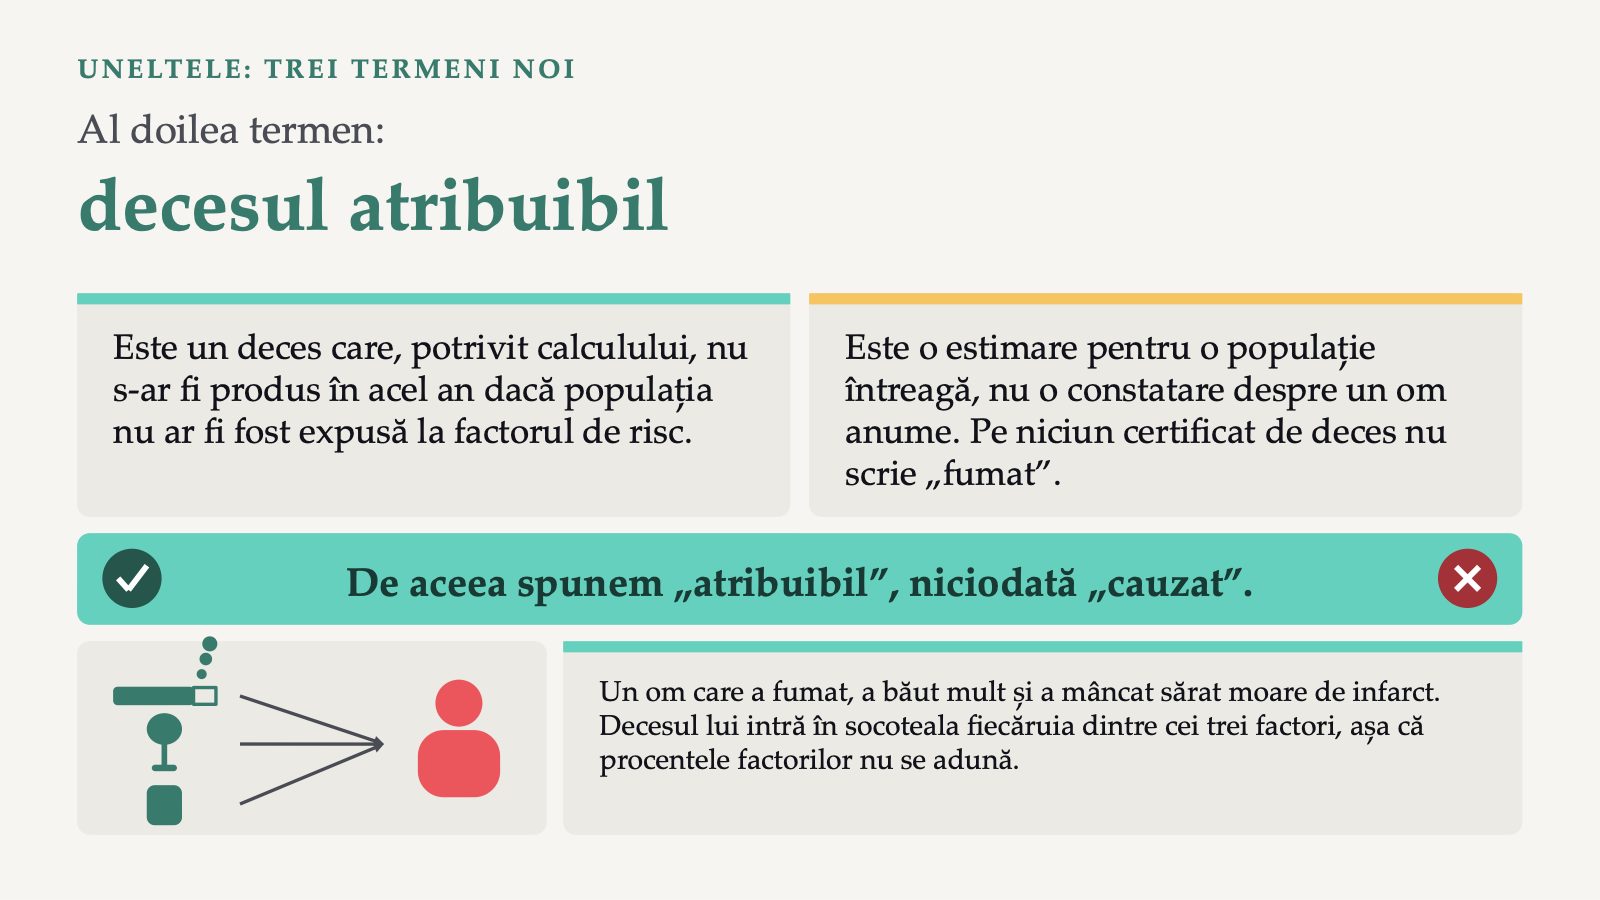 UNELTELE: TREI TERMENI NOI
Al doilea termen:
decesul atribuibil
Este un deces care, potrivit calculului, nu
s-ar fi produs în acel an dacă populația
nu ar fi fost expusă la factorul de risc.
Este o estimare pentru o populație
întreagă, nu o constatare despre un om
anume. Pe niciun certificat de deces nu
scrie „fumat”.
De aceea spunem „atribuibil”, niciodată „cauzat”.
Un om care a fumat, a băut mult și a mâncat sărat moare de infarct.
Decesul lui intră în socoteala fiecăruia dintre cei trei factori, așa că
procentele factorilor nu se adună.